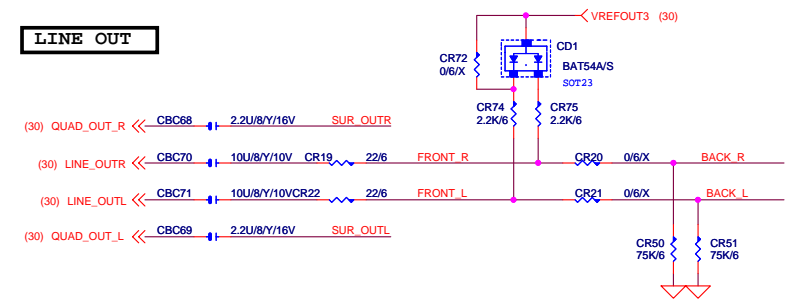 VREFOUT3 (30)
LINE OUT
CD1
CR72
0/6/X
BAT54A/S
SOT23
CR74
2.2K/6
CR75
2.2K/6
(30) QUAD_OUT_R CBC68 2.2U/8/Y/16V SUR_OUTR
(30) LINE_OUTR CBC70 10U/8/Y/10V CR19 22/6 FRONT_R CR20 0/6/X BACK_R
(30) LINE_OUTL CBC71 10U/8/Y/10VCR22 22/6 FRONT_L CR21 0/6/X BACK_L
(30) QUAD_OUT_L CBC69 2.2U/8/Y/16V SUR_OUTL
CR50
75K/6
CR51
75K/6